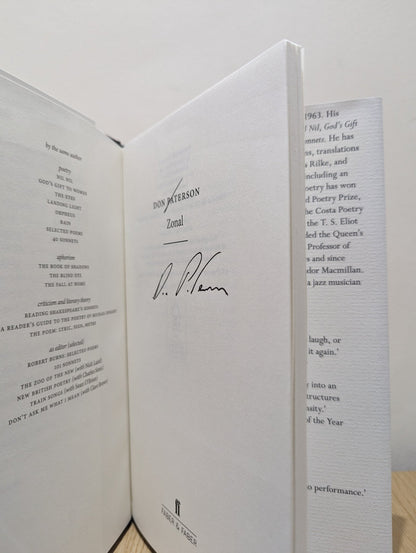 by the same author
poetry
NIL NIL
GOD'S GIFT TO WOMEN
THE EYES
LANDING LIGHT
ORPHEUS
RAIN
SELECTED POEMS
40 SONNETS
aphorism
THE BOOK OF SHADOWS
THE BLIND EYE
THE FALL AT HOME
criticism and literary theory
READING SHAKESPEARE'S SONNETS
A READER'S GUIDE TO THE POETRY OF MICHAEL DONAGHY
THE POEM: LYRIC, SIGN, METRE
as editor (selected)
ROBERT BURNS: SELECTED POEMS
101 SONNETS
THE ZOO OF THE NEW (with Nick Laird)
NEW BRITISH POETRY (with Charles Simic)
TRAIN SONGS (with Sean O'Brien)
DON'T ASK ME WHAT I MEAN (with Clare Brown)
DON PATERSON
Zonal
FABER & FABER
1963. His
Nil, God's Gift
He has
translations
Rilke, and
including an
poetry has won
Poetry Prize,
the Costa Poetry
the T. S. Eliot
the Queen's
Professor of
and since
Macmillan.
a jazz musician
laugh, or
it again.'
into an
structures
of the Year
performance.'